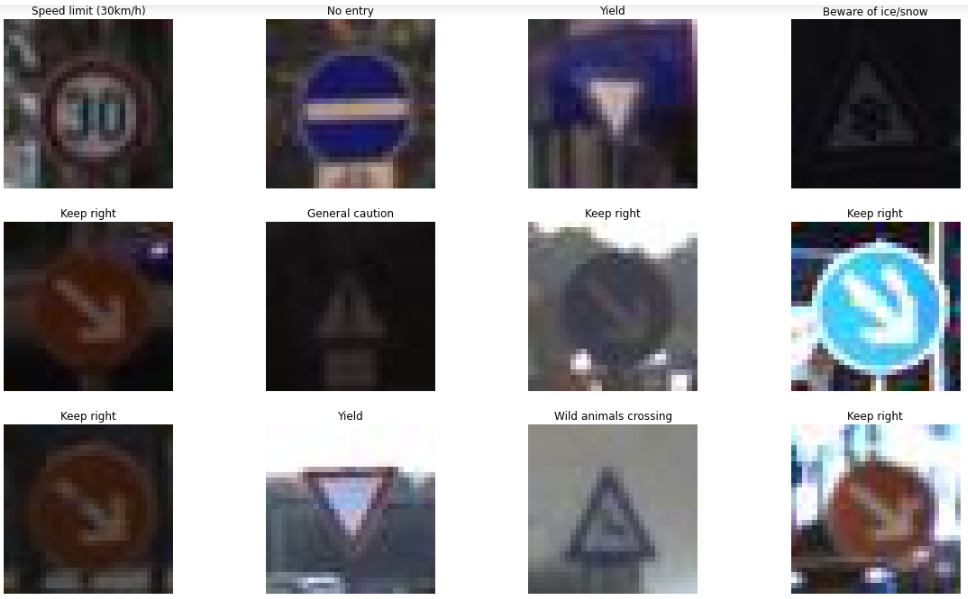 Speed limit (30km/h)
No entry
Yield
Beware of ice/snow
30
Keep right
General caution
Keep right
Keep right
Keep right
Yield
Wild animals crossing
Keep right